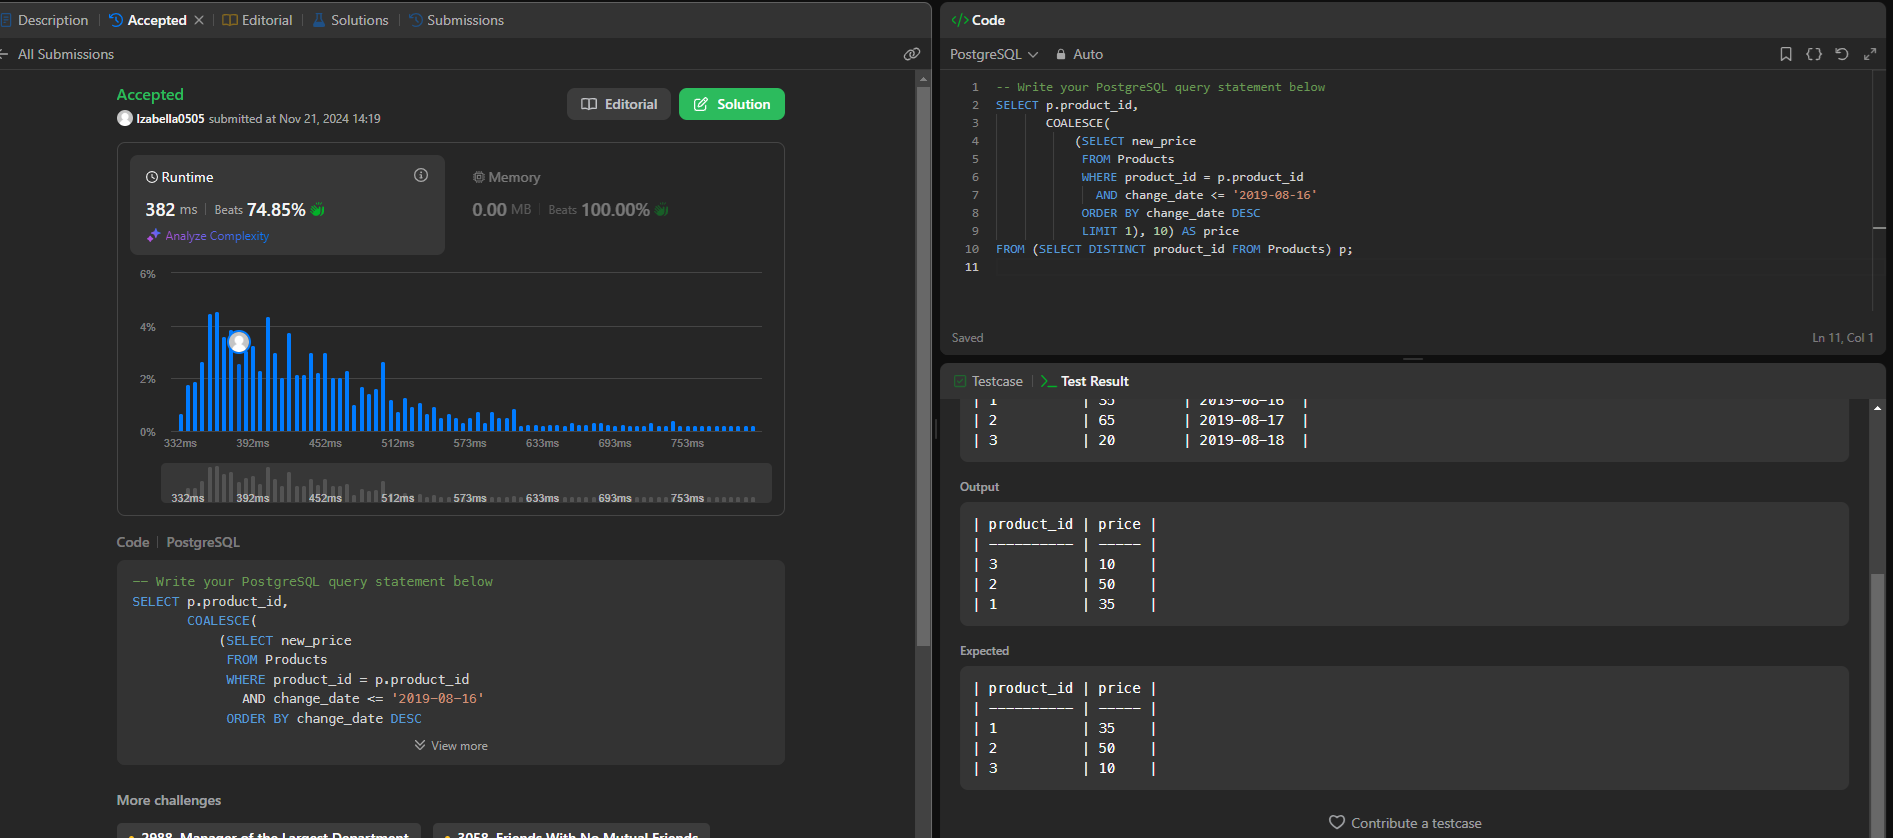 Description
Accepted
Editorial
Solutions
Submissions
All Submissions
Accepted
Izabella0505 submitted at Nov 21, 2024 14:19
Editorial
Solution
Runtime
382 ms | Beats 74.85%
Analyze Complexity
Memory
0.00 MB | Beats 100.00%
6%
4%
2%
0%
332ms 392ms 452ms 512ms 573ms 633ms 693ms 753ms
332ms 392ms 452ms 512ms 573ms 633ms 693ms 753ms
Code | PostgreSQL
-- Write your PostgreSQL query statement below
SELECT p.product_id,
COALESCE(
(SELECT new_price
FROM Products
WHERE product_id = p.product_id
AND change_date <= '2019-08-16'
ORDER BY change_date DESC
View more
More challenges
2988. Manager of the Largest Department
3058. Friends With No Mutual Friends
</> Code
PostgreSQL
Auto
1 -- Write your PostgreSQL query statement below
2 SELECT p.product_id,
3 COALESCE(
4 (SELECT new_price
5 FROM Products
6 WHERE product_id = p.product_id
7 AND change_date <= '2019-08-16'
8 ORDER BY change_date DESC
9 LIMIT 1), 10) AS price
10 FROM (SELECT DISTINCT product_id FROM Products) p;
11
Saved
Ln 11, Col 1
Testcase
Test Result
| 1 | 35 | 2019-08-16 |
| 2 | 65 | 2019-08-17 |
| 3 | 20 | 2019-08-18 |
Output
| product_id | price |
| ---------- | ----- |
| 3 | 10 |
| 2 | 50 |
| 1 | 35 |
Expected
| product_id | price |
| ---------- | ----- |
| 1 | 35 |
| 2 | 50 |
| 3 | 10 |
Contribute a testcase